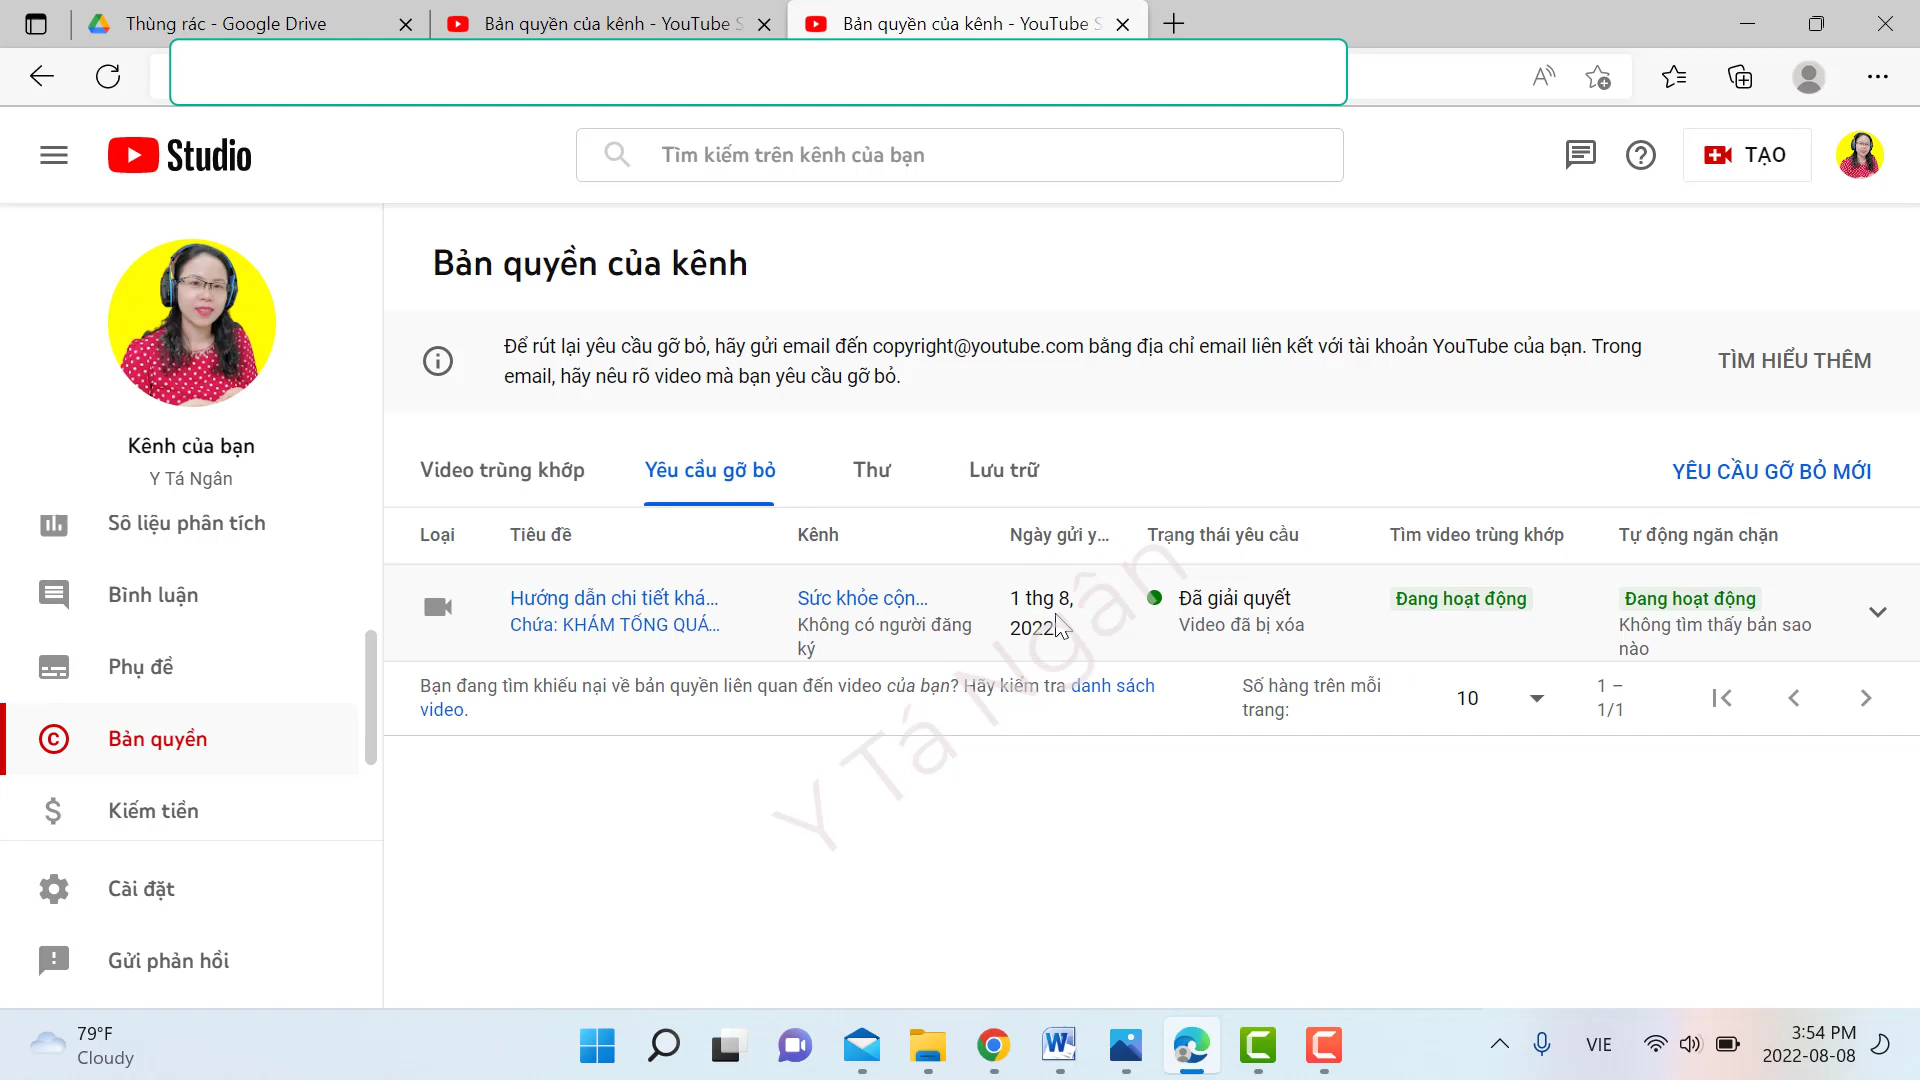 Thùng rác - Google Drive
Bản quyền của kênh - YouTube S
Bản quyền của kênh - YouTube S
Studio
Tìm kiếm trên kênh của bạn
TẠO
Kênh của bạn
Y Tá Ngân
Số liệu phân tích
Bình luận
Phụ đề
Bản quyền
Kiếm tiền
Cài đặt
Gửi phản hồi
Bản quyền của kênh
Để rút lại yêu cầu gỡ bỏ, hãy gửi email đến copyright@youtube.com bằng địa chỉ email liên kết với tài khoản YouTube của bạn. Trong
email, hãy nêu rõ video mà bạn yêu cầu gỡ bỏ.
TÌM HIỂU THÊM
Video trùng khớp
Yêu cầu gỡ bỏ
Thư
Lưu trữ
YÊU CẦU GỠ BỎ MỚI
Loại
Tiêu đề
Kênh
Ngày gửi y...
Trạng thái yêu cầu
Tìm video trùng khớp
Tự động ngăn chặn
Hướng dẫn chi tiết khá...
Chứa: KHÁM TỔNG QUÁ...
Sức khỏe cộn...
Không có người đăng
ký
1 thg 8,
2022
Đã giải quyết
Video đã bị xóa
Đang hoạt động
Đang hoạt động
Không tìm thấy bản sao
nào
Bạn đang tìm khiếu nại về bản quyền liên quan đến video của bạn? Hãy kiểm tra danh sách
video.
Số hàng trên mỗi
trang:
10
1 –
1/1
Y Tá Ngân
79°F
Cloudy
VIE
3:54 PM
2022-08-08